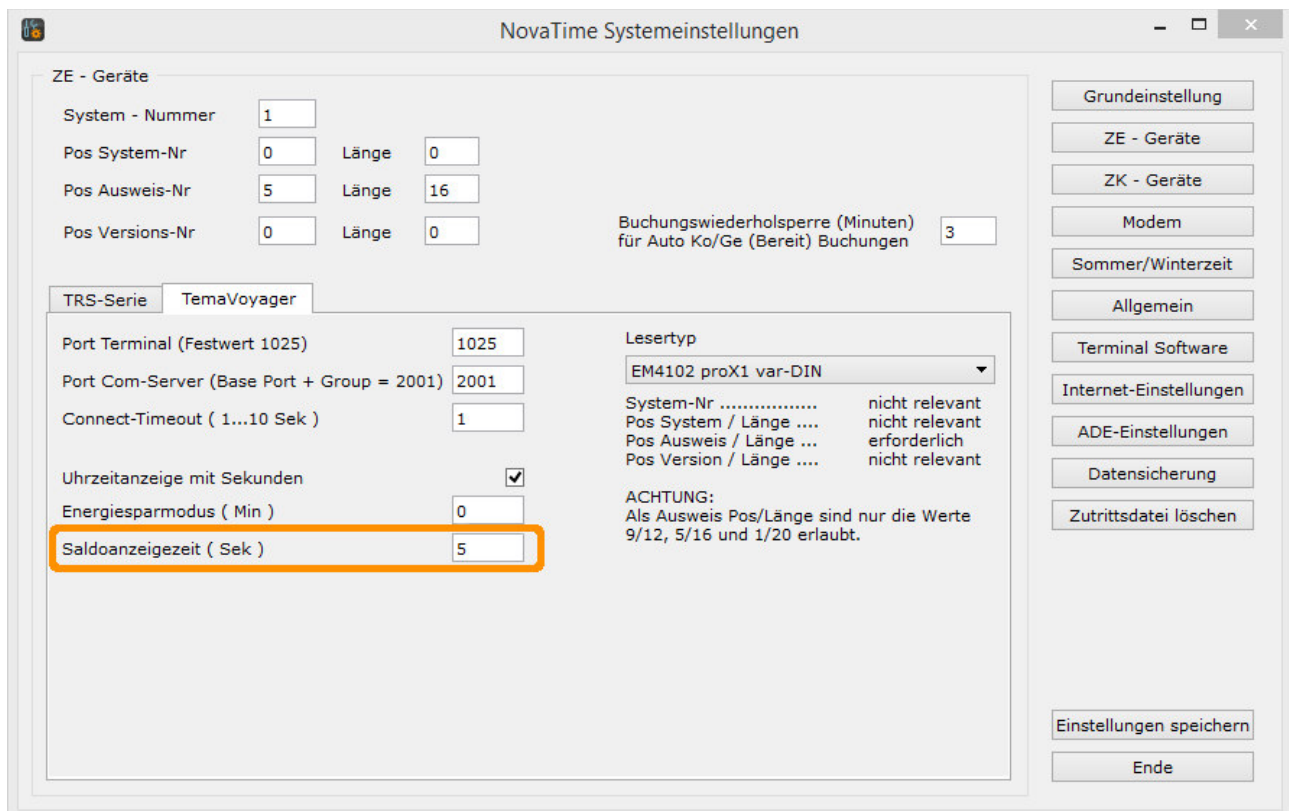 NovaTime Systemeinstellungen
ZE - Geräte
System - Nummer 1
Pos System-Nr 0 Länge 0
Pos Ausweis-Nr 5 Länge 16
Pos Versions-Nr 0 Länge 0
Buchungswiederholsperre (Minuten)
für Auto Ko/Ge (Bereit) Buchungen 3
TRS-Serie TemaVoyager
Port Terminal (Festwert 1025) 1025
Port Com-Server (Base Port + Group = 2001) 2001
Connect-Timeout ( 1...10 Sek ) 1
Uhrzeitanzeige mit Sekunden
Energiesparmodus ( Min ) 0
Saldoanzeigezeit ( Sek ) 5
Lesertyp
EM4102 proX1 var-DIN
System-Nr ................. nicht relevant
Pos System / Länge .... nicht relevant
Pos Ausweis / Länge ... erforderlich
Pos Version / Länge .... nicht relevant
ACHTUNG:
Als Ausweis Pos/Länge sind nur die Werte
9/12, 5/16 und 1/20 erlaubt.
Grundeinstellung
ZE - Geräte
ZK - Geräte
Modem
Sommer/Winterzeit
Allgemein
Terminal Software
Internet-Einstellungen
ADE-Einstellungen
Datensicherung
Zutrittsdatei löschen
Einstellungen speichern
Ende